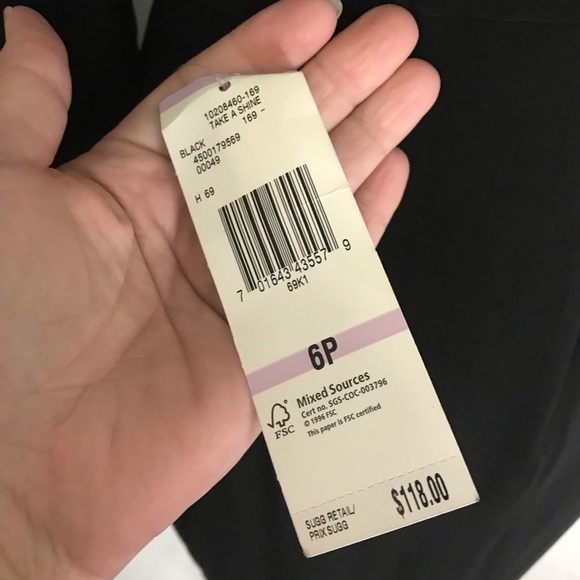 10208460-169
TAKE A SHINE
BLACK 169 -
4500179569
00049
H 69
7 01643 43557 9
69K1
6P
FSC
Mixed Sources
Cert no. SGS-COC-003796
© 1996 FSC
This paper is FSC certified
SUGG RETAIL/
PRIX SUGG
$118.00